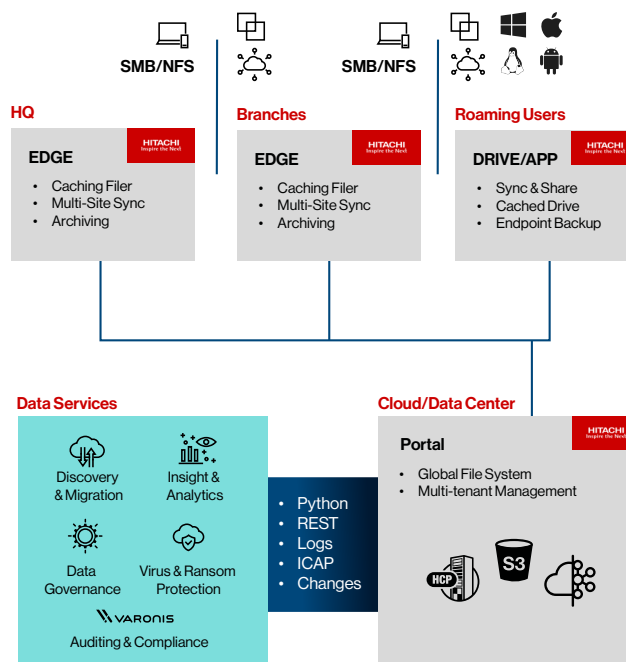 SMB/NFS
SMB/NFS
HQ
HITACHI
Inspire the Next
EDGE
• Caching Filer
• Multi-Site Sync
• Archiving
Branches
HITACHI
Inspire the Next
EDGE
• Caching Filer
• Multi-Site Sync
• Archiving
Roaming Users
HITACHI
Inspire the Next
DRIVE/APP
• Sync & Share
• Cached Drive
• Endpoint Backup
Data Services
Discovery
& Migration
Insight &
Analytics
Data
Governance
Virus & Ransom
Protection
VARONIS
Auditing & Compliance
• Python
• REST
• Logs
• ICAP
• Changes
Cloud/Data Center
HITACHI
Inspire the Next
Portal
• Global File System
• Multi-tenant Management
HCP
S3